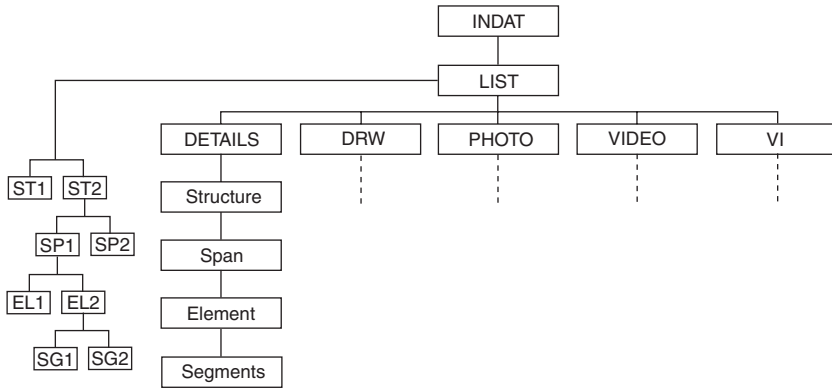 INDAT
LIST
DETAILS DRW PHOTO VIDEO VI
ST1 ST2 Structure
SP1 SP2 Span
EL1 EL2 Element
SG1 SG2 Segments